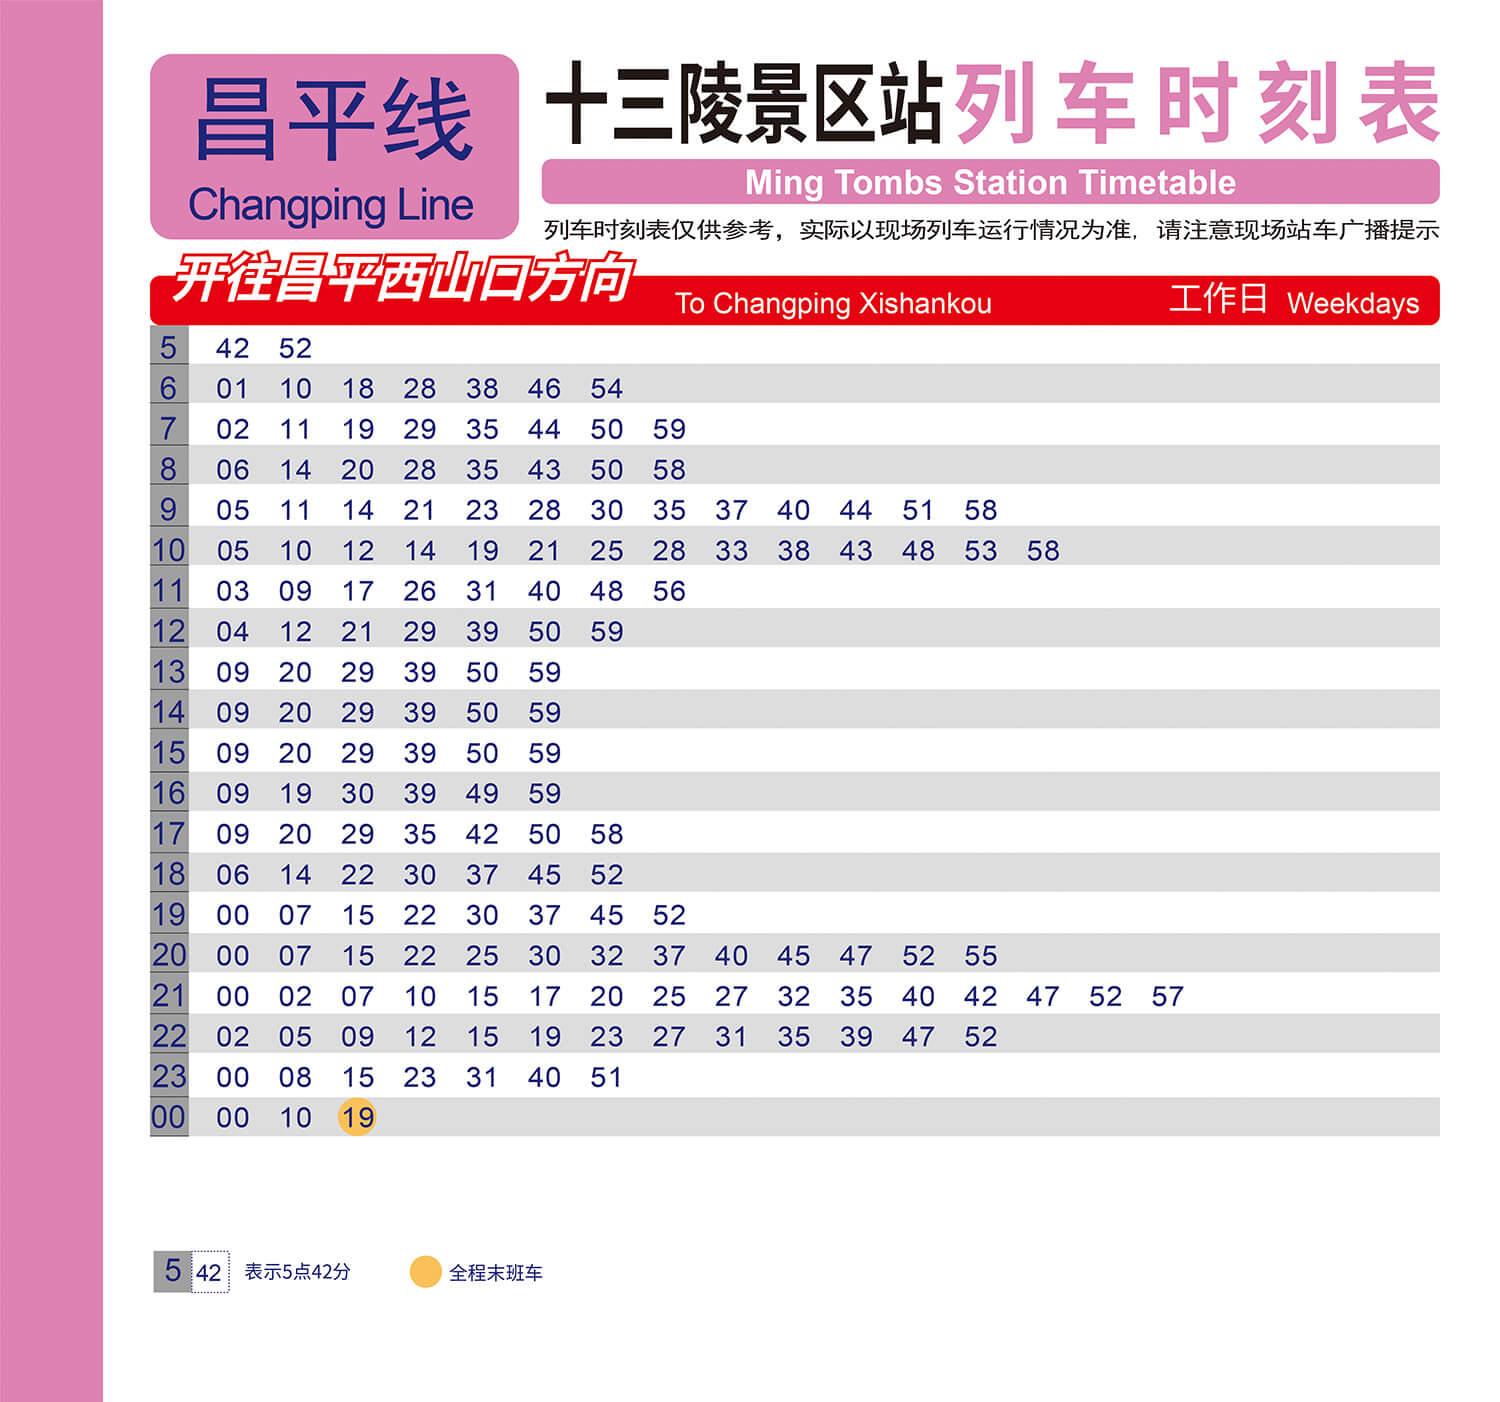 昌平线
Changping Line
十三陵景区站列车时刻表
Ming Tombs Station Timetable
列车时刻表仅供参考，实际以现场列车运行情况为准，请注意现场站车广播提示
开往昌平西山口方向 To Changping Xishankou 工作日 Weekdays
5 42 52
6 01 10 18 28 38 46 54
7 02 11 19 29 35 44 50 59
8 06 14 20 28 35 43 50 58
9 05 11 14 21 23 28 30 35 37 40 44 51 58
10 05 10 12 14 19 21 25 28 33 38 43 48 53 58
11 03 09 17 26 31 40 48 56
12 04 12 21 29 39 50 59
13 09 20 29 39 50 59
14 09 20 29 39 50 59
15 09 20 29 39 50 59
16 09 19 30 39 49 59
17 09 20 29 35 42 50 58
18 06 14 22 30 37 45 52
19 00 07 15 22 30 37 45 52
20 00 07 15 22 25 30 32 37 40 45 47 52 55
21 00 02 07 10 15 17 20 25 27 32 35 40 42 47 52 57
22 02 05 09 12 15 19 23 27 31 35 39 47 52
23 00 08 15 23 31 40 51
00 00 10 19
5 42 表示5点42分 全程末班车